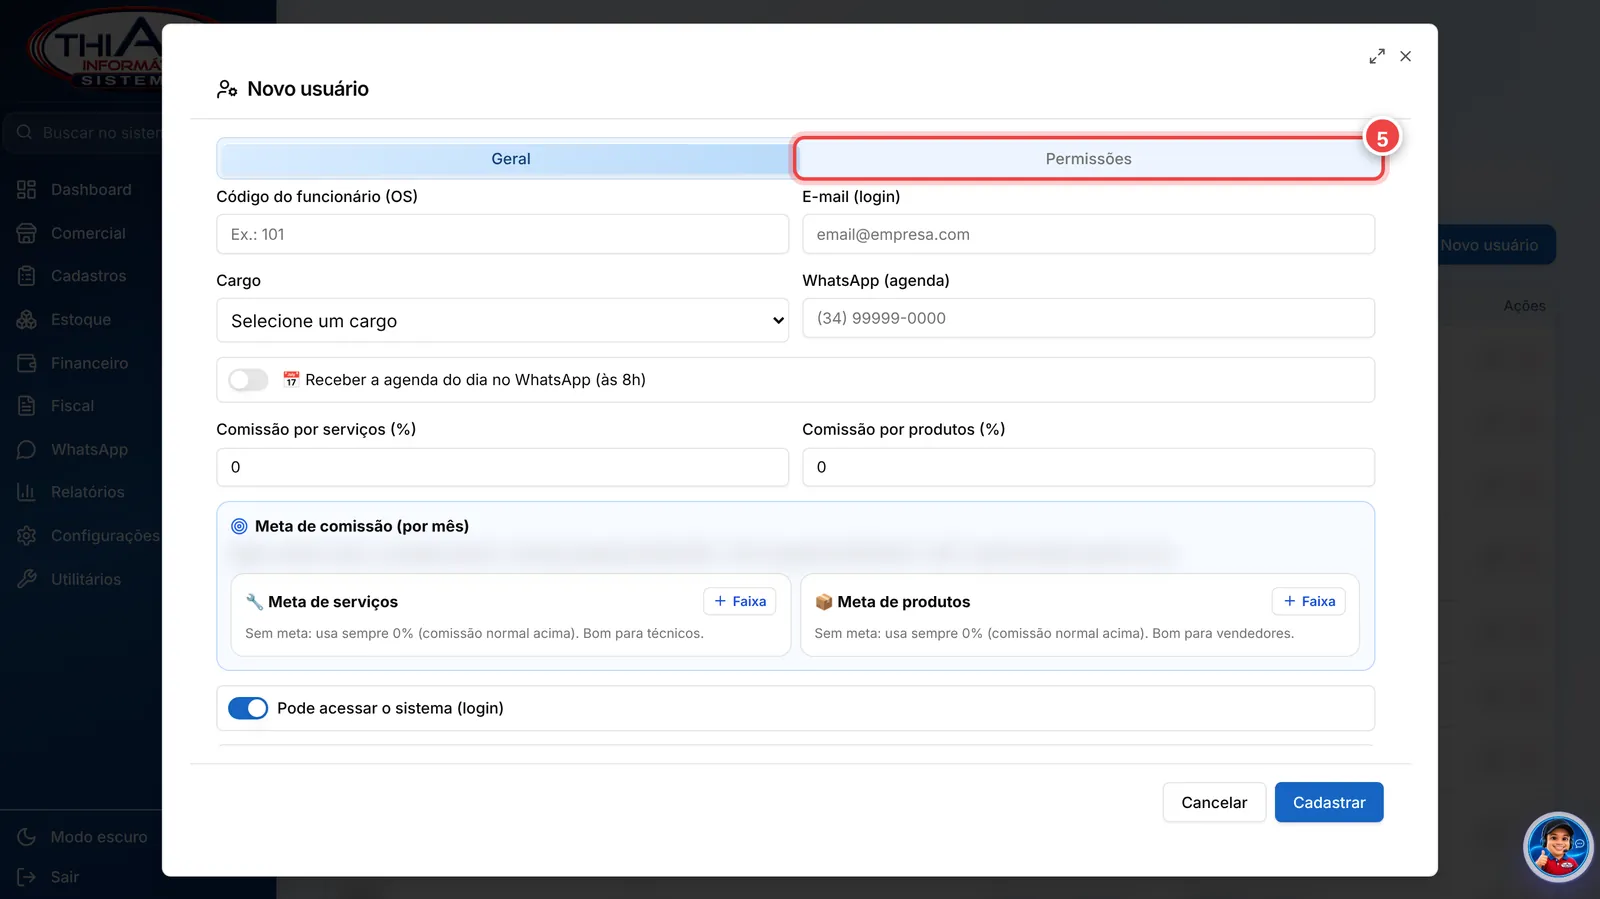 THIA
INFORMÁ
SISTEM
Buscar no sisten
Dashboard
Comercial
Cadastros
Estoque
Financeiro
Fiscal
WhatsApp
Relatórios
Configurações
Utilitários
Modo escuro
Sair
Novo usuário
Geral
Permissões
5
Código do funcionário (OS)
E-mail (login)
Ex.: 101
email@empresa.com
Cargo
WhatsApp (agenda)
Selecione um cargo
(34) 99999-0000
📅 Receber a agenda do dia no WhatsApp (às 8h)
Comissão por serviços (%)
Comissão por produtos (%)
0
0
Meta de comissão (por mês)
🔧 Meta de serviços
+ Faixa
Sem meta: usa sempre 0% (comissão normal acima). Bom para técnicos.
📦 Meta de produtos
+ Faixa
Sem meta: usa sempre 0% (comissão normal acima). Bom para vendedores.
Pode acessar o sistema (login)
Cancelar
Cadastrar
Novo usuário
Ações